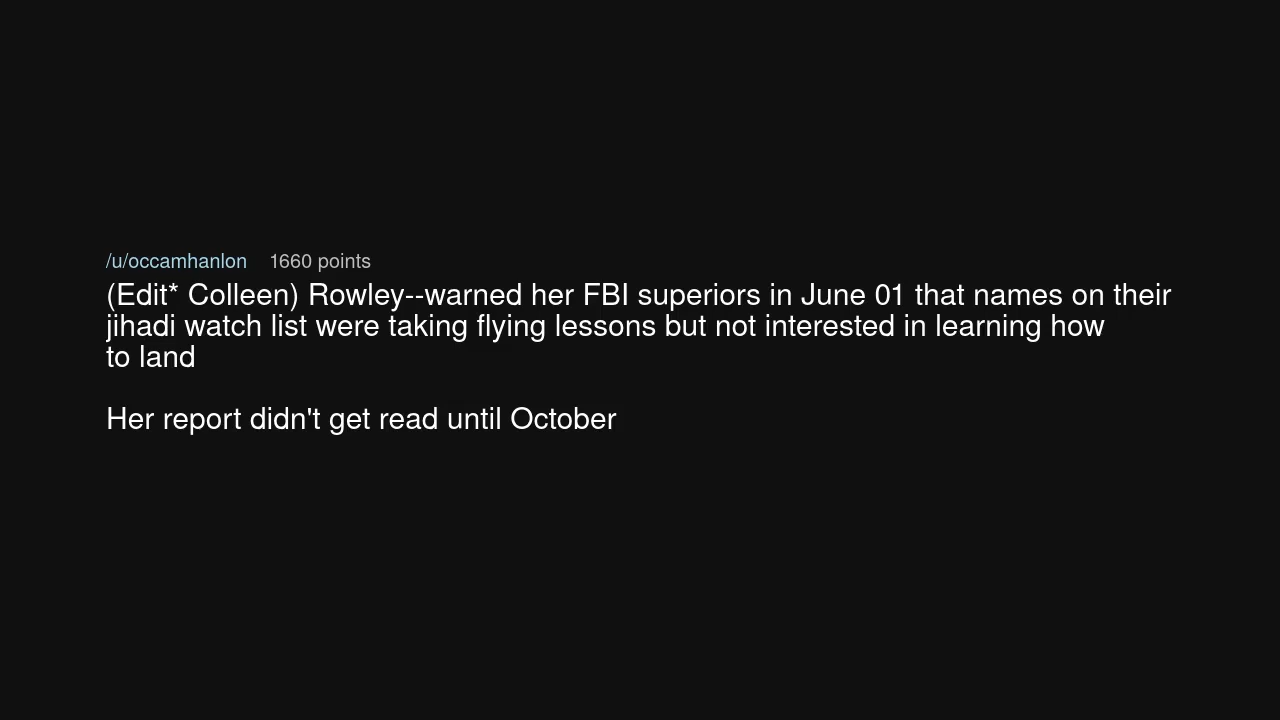 /u/occamhanlon 1660 points
(Edit* Colleen) Rowley--warned her FBI superiors in June 01 that names on their
jihadi watch list were taking flying lessons but not interested in learning how
to land
Her report didn't get read until October